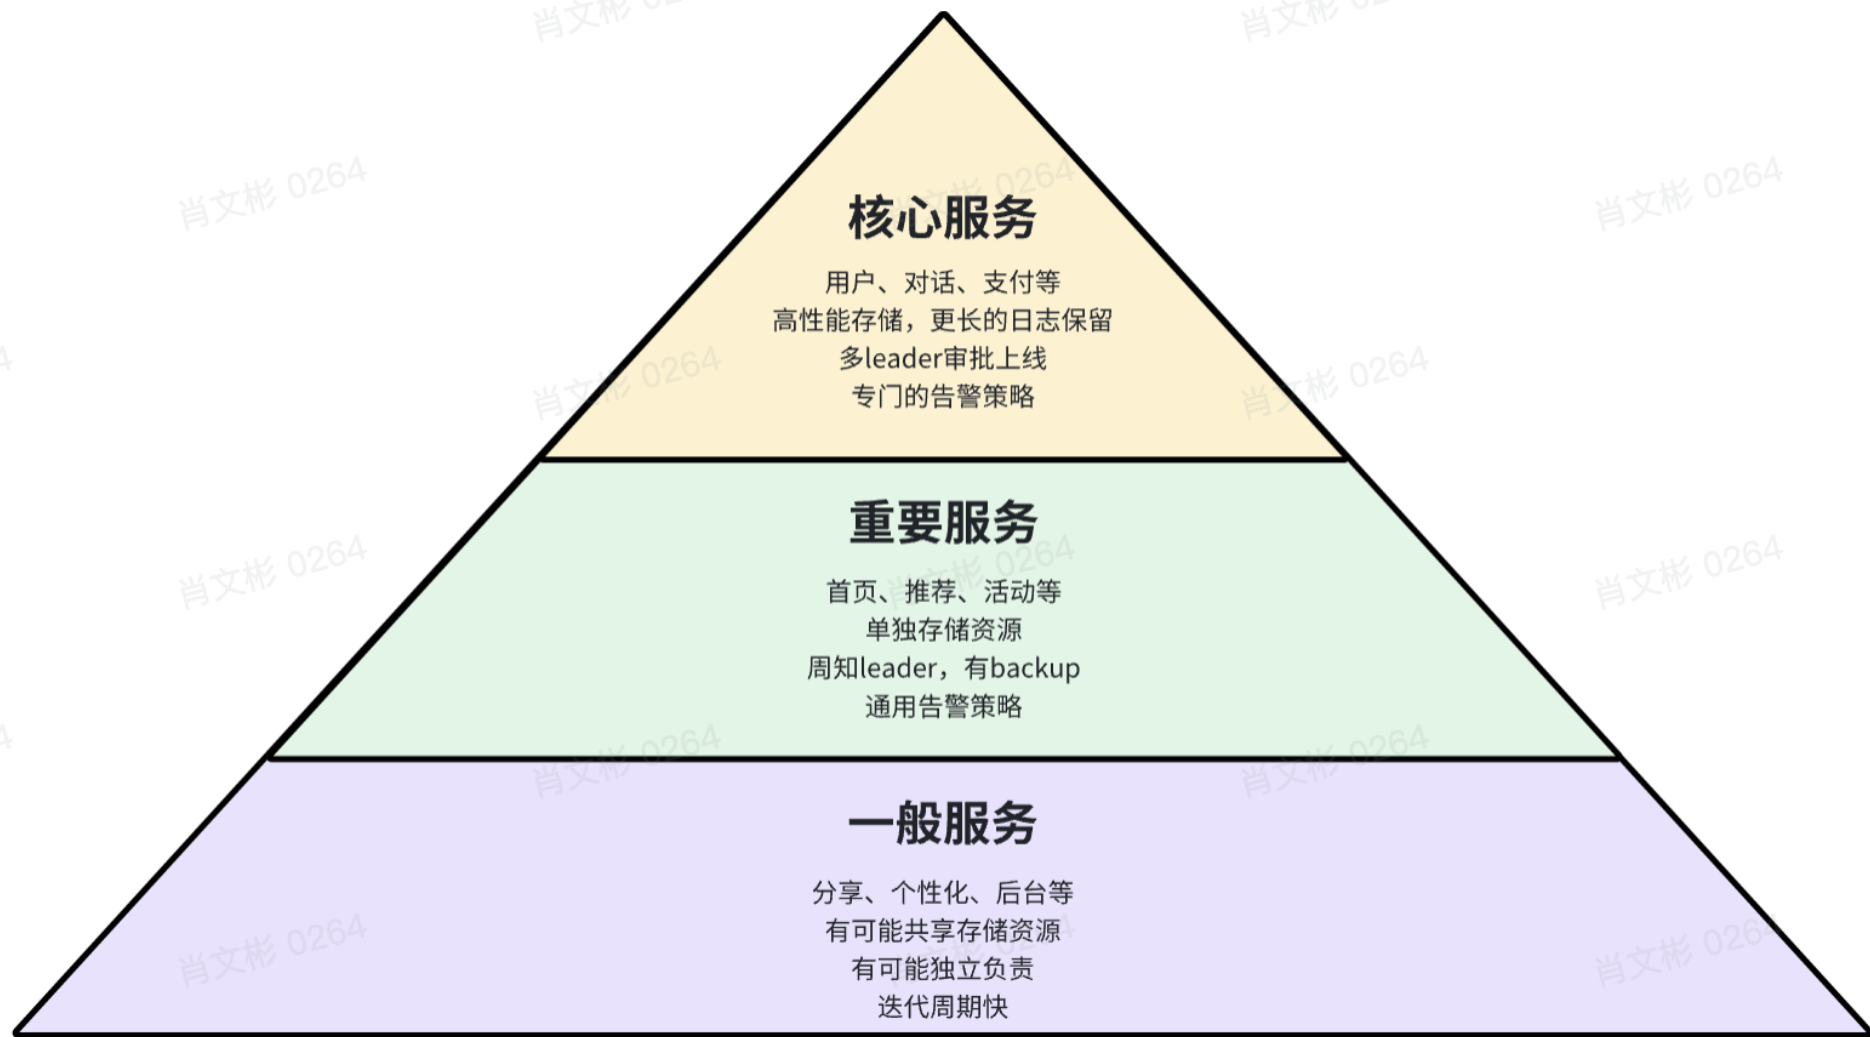 核心服务
用户、对话、支付等
高性能存储，更长的日志保留
多leader审批上线
专门的告警策略
重要服务
首页、推荐、活动等
单独存储资源
周知leader，有backup
通用告警策略
一般服务
分享、个性化、后台等
有可能共享存储资源
有可能独立负责
迭代周期快
肖文彬 0264